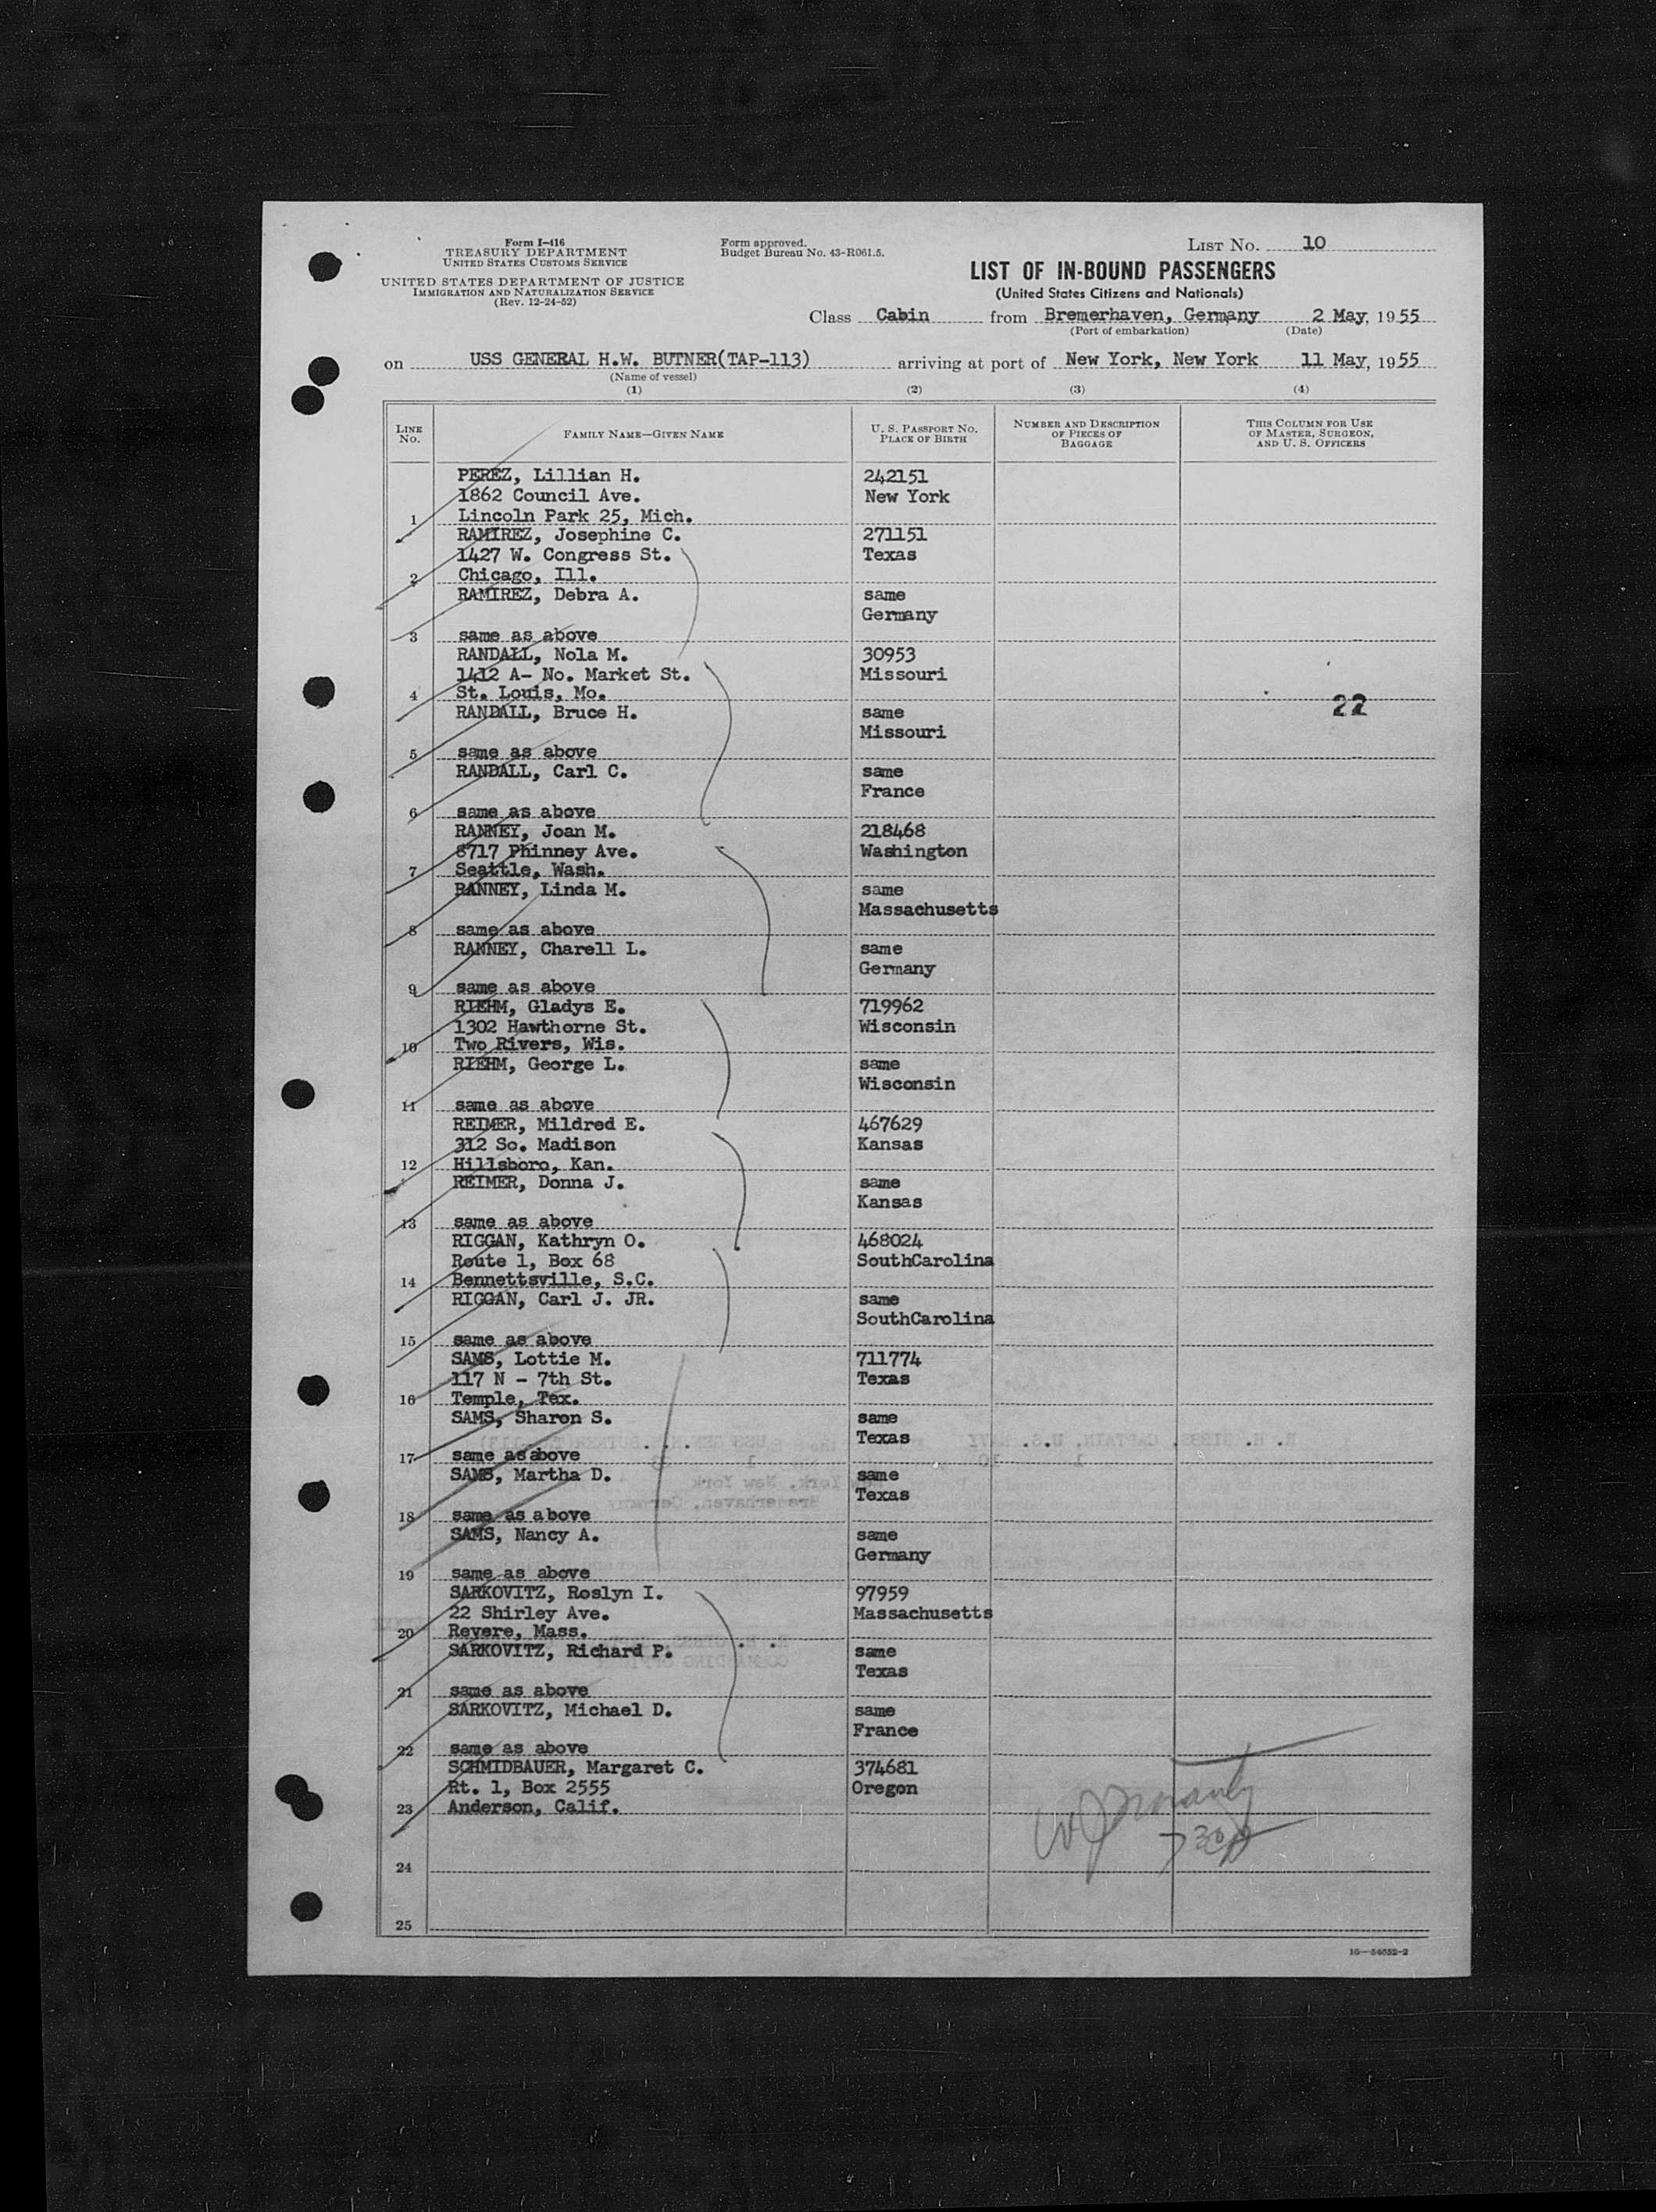 Form I-416
TREASURY DEPARTMENT
UNITED STATES CUSTOMS SERVICE
UNITED STATES DEPARTMENT OF JUSTICE
IMMIGRATION AND NATURALIZATION SERVICE
(Rev. 12-24-52)
Form approved.
Budget Bureau No. 43-R061.5.
LIST NO. 10
LIST OF IN-BOUND PASSENGERS
(United States Citizens and Nationals)
Class Cabin from Bremerhaven, Germany 2 May, 1955
(Port of embarkation) (Date)
on USS GENERAL H.W. BUTNER(TAP-113) arriving at port of New York, New York 11 May, 1955
(Name of vessel)
(1) (2) (3) (4)
LINE NO. FAMILY NAME—GIVEN NAME U. S. PASSPORT NO. PLACE OF BIRTH NUMBER AND DESCRIPTION OF PIECES OF BAGGAGE THIS COLUMN FOR USE OF MASTER, SURGEON, AND U. S. OFFICERS
PEREZ, Lillian H. 242151
1862 Council Ave. New York
1 Lincoln Park 25, Mich.
RAMIREZ, Josephine C. 271151
1427 W. Congress St. Texas
2 Chicago, Ill.
RAMIREZ, Debra A. same
Germany
3 same as above
RANDALL, Nola M. 30953
1412 A- No. Market St. Missouri
4 St. Louis, Mo. 22
RANDALL, Bruce H. same
Missouri
5 same as above
RANDALL, Carl C. same
France
6 same as above
RANNEY, Joan M. 218468
8717 Phinney Ave. Washington
7 Seattle, Wash.
RANNEY, Linda M. same
Massachusetts
8 same as above
RANNEY, Charell L. same
Germany
9 same as above
RIEHM, Gladys E. 719962
1302 Hawthorne St. Wisconsin
10 Two Rivers, Wis.
RIEHM, George L. same
Wisconsin
11 same as above
REIMER, Mildred E. 467629
312 So. Madison Kansas
12 Hillsboro, Kan.
REIMER, Donna J. same
Kansas
13 same as above
RIGGAN, Kathryn O. 468024
Route 1, Box 68 SouthCarolina
14 Bennettsville, S.C.
RIGGAN, Carl J. JR. same
SouthCarolina
15 same as above
SAMS, Lottie M. 711774
117 N - 7th St. Texas
16 Temple, Tex.
SAMS, Sharon S. same
Texas
17 same as above
SAMS, Martha D. same
Texas
18 same as above
SAMS, Nancy A. same
Germany
19 same as above
SARKOVITZ, Roslyn I. 97959
22 Shirley Ave. Massachusetts
20 Revere, Mass.
SARKOVITZ, Richard P. same
Texas
21 same as above
SARKOVITZ, Michael D. same
France
22 same as above
SCHMIDBAUER, Margaret C. 374681
Rt. 1, Box 2555 Oregon
23 Anderson, Calif.
24
25
16—54652-2